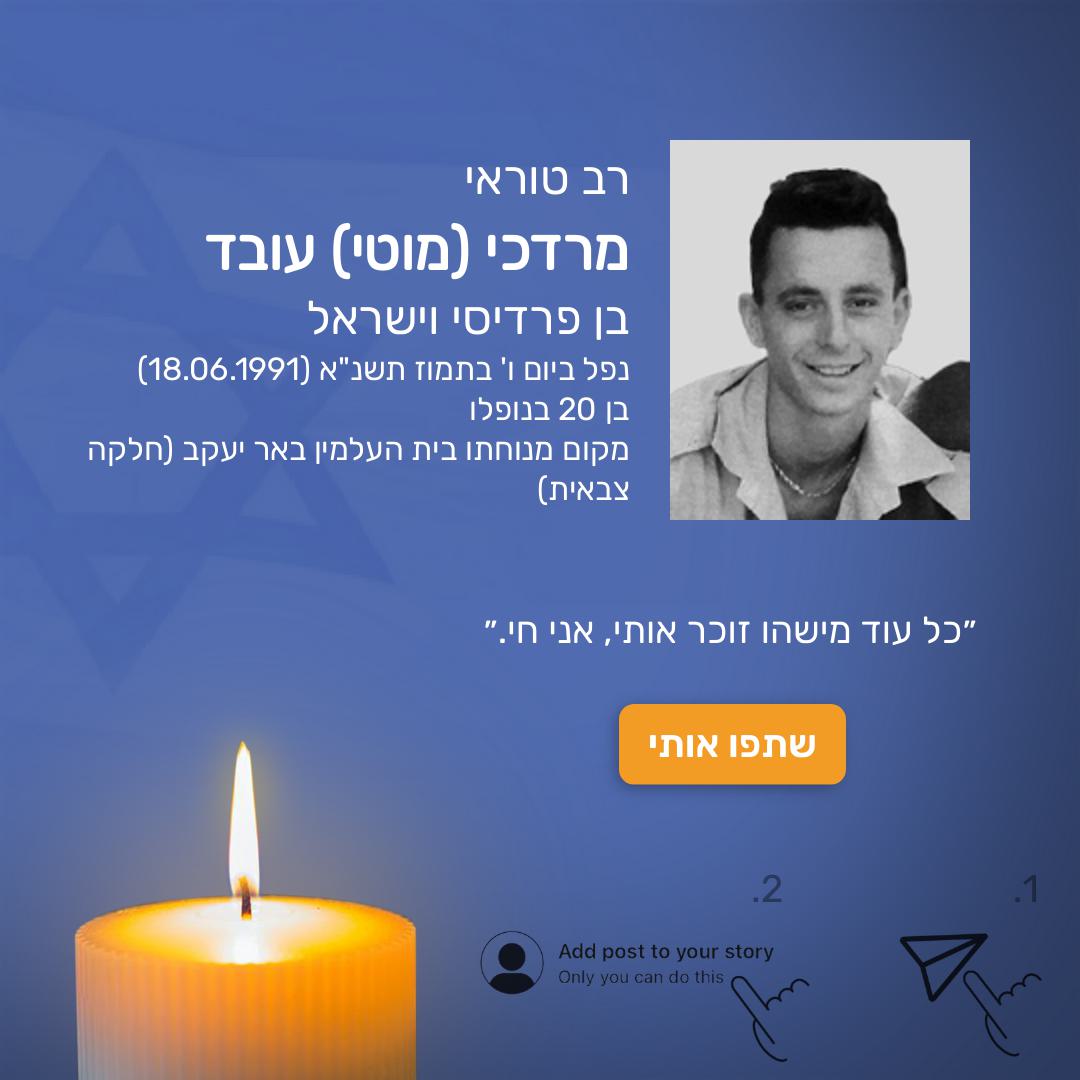 רב טוראי
מרדכי (מוטי) עובד
בן פרדיסי וישראל
נפל ביום ו' בתמוז תשנ"א (18.06.1991)
בן 20 בנופלו
מקום מנוחתו בית העלמין באר יעקב (חלקה
צבאית)
״כל עוד מישהו זוכר אותי, אני חי.״
שתפו אותי
1.
2.
Add post to your story
Only you can do this